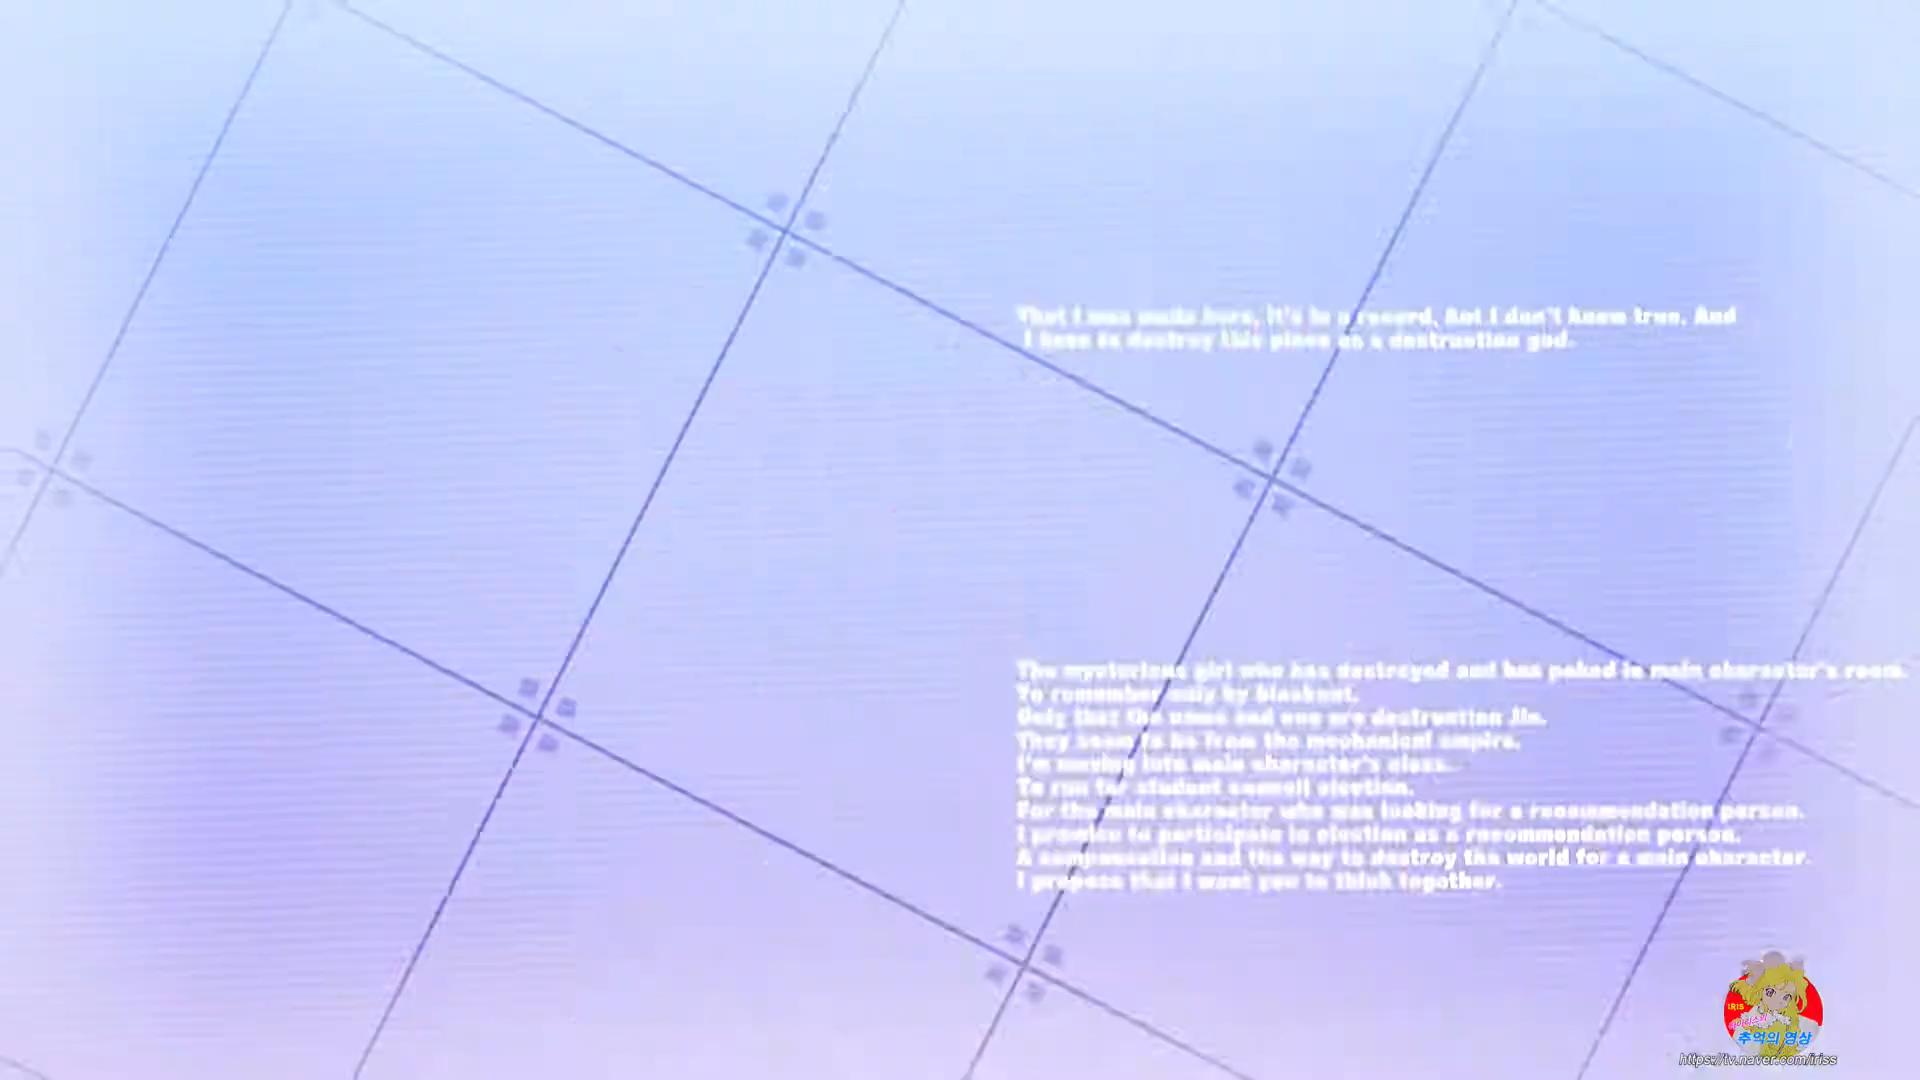 That I was made here, it's in a record, but I don't know true. And
I have to destroy this place as a destruction god.
The mysterious girl who has destroyed and has poked in main character's room.
To remember only by blackout.
Only that the name and one are destruction Jin.
They seem to be from the mechanical empire.
I'm moving into main character's class.
To run for student council election.
For the main character who was looking for a recommendation person.
I promise to participate in election as a recommendation person.
A compensation and the way to destroy the world for a main character.
I propose that I want you to think together.
IRIS
추억의 영상
https://tv.naver.com/iriss